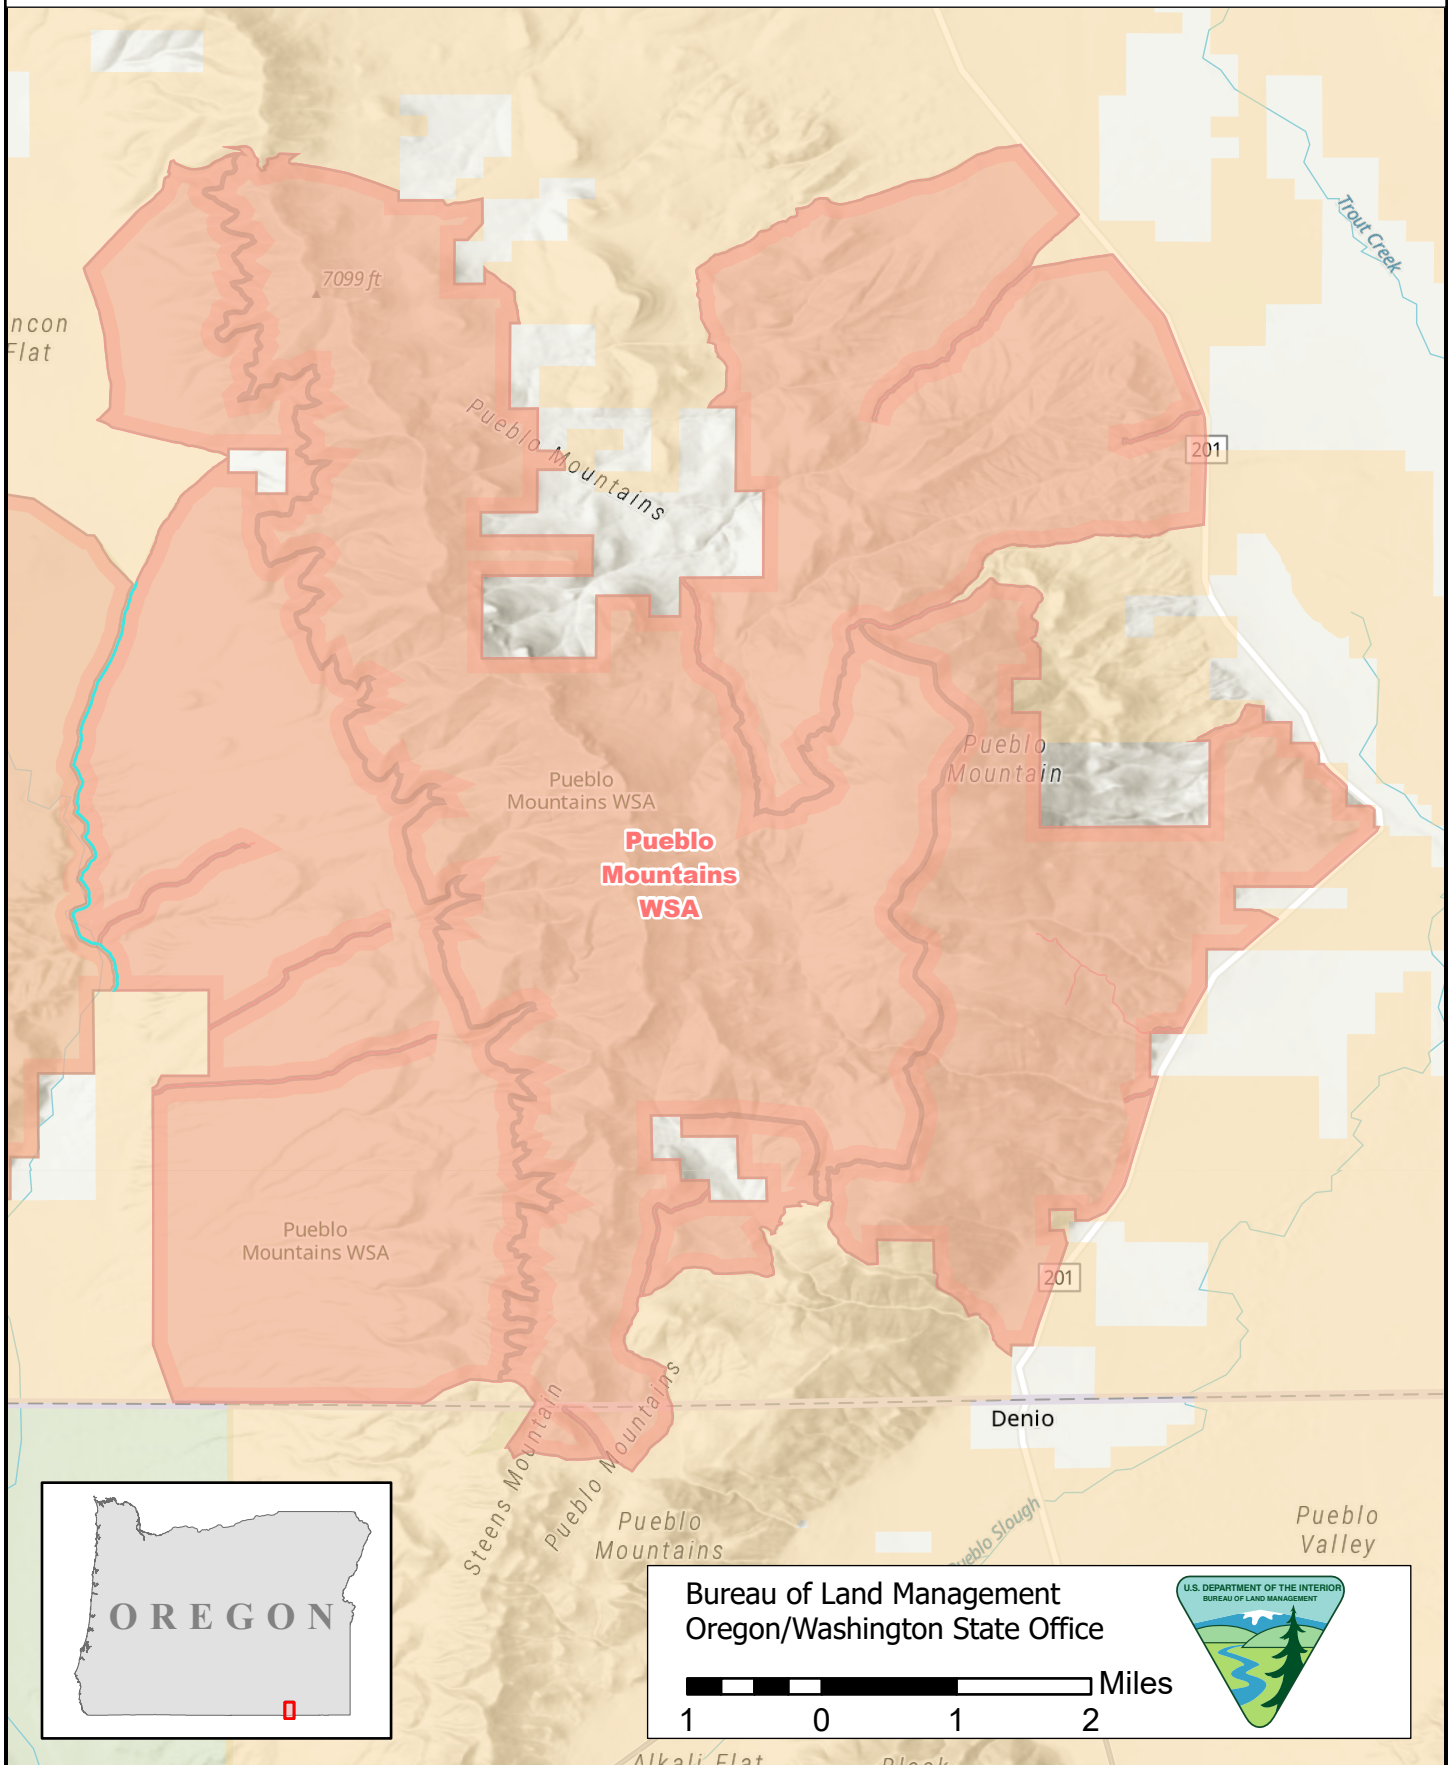 Trout Creek
7099 ft
ncon
Flat
Pueblo Mountains
201
Pueblo
Mountain
Pueblo
Mountains WSA
Pueblo
Mountains
WSA
Pueblo
Mountains WSA
201
Denio
Steens Mountain
Pueblo Mountains
Pueblo
Mountains
Pueblo Slough
Pueblo
Valley
OREGON
Bureau of Land Management
Oregon/Washington State Office
Miles
1 0 1 2
U.S. DEPARTMENT OF THE INTERIOR
BUREAU OF LAND MANAGEMENT
Alkali Flat
Black